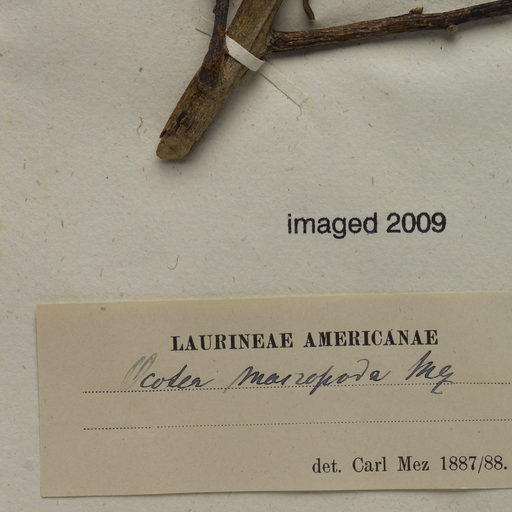 imaged 2009
LAURINEAE AMERICANAE
Ocotea macropoda Mez
det. Carl Mez 1887/88.